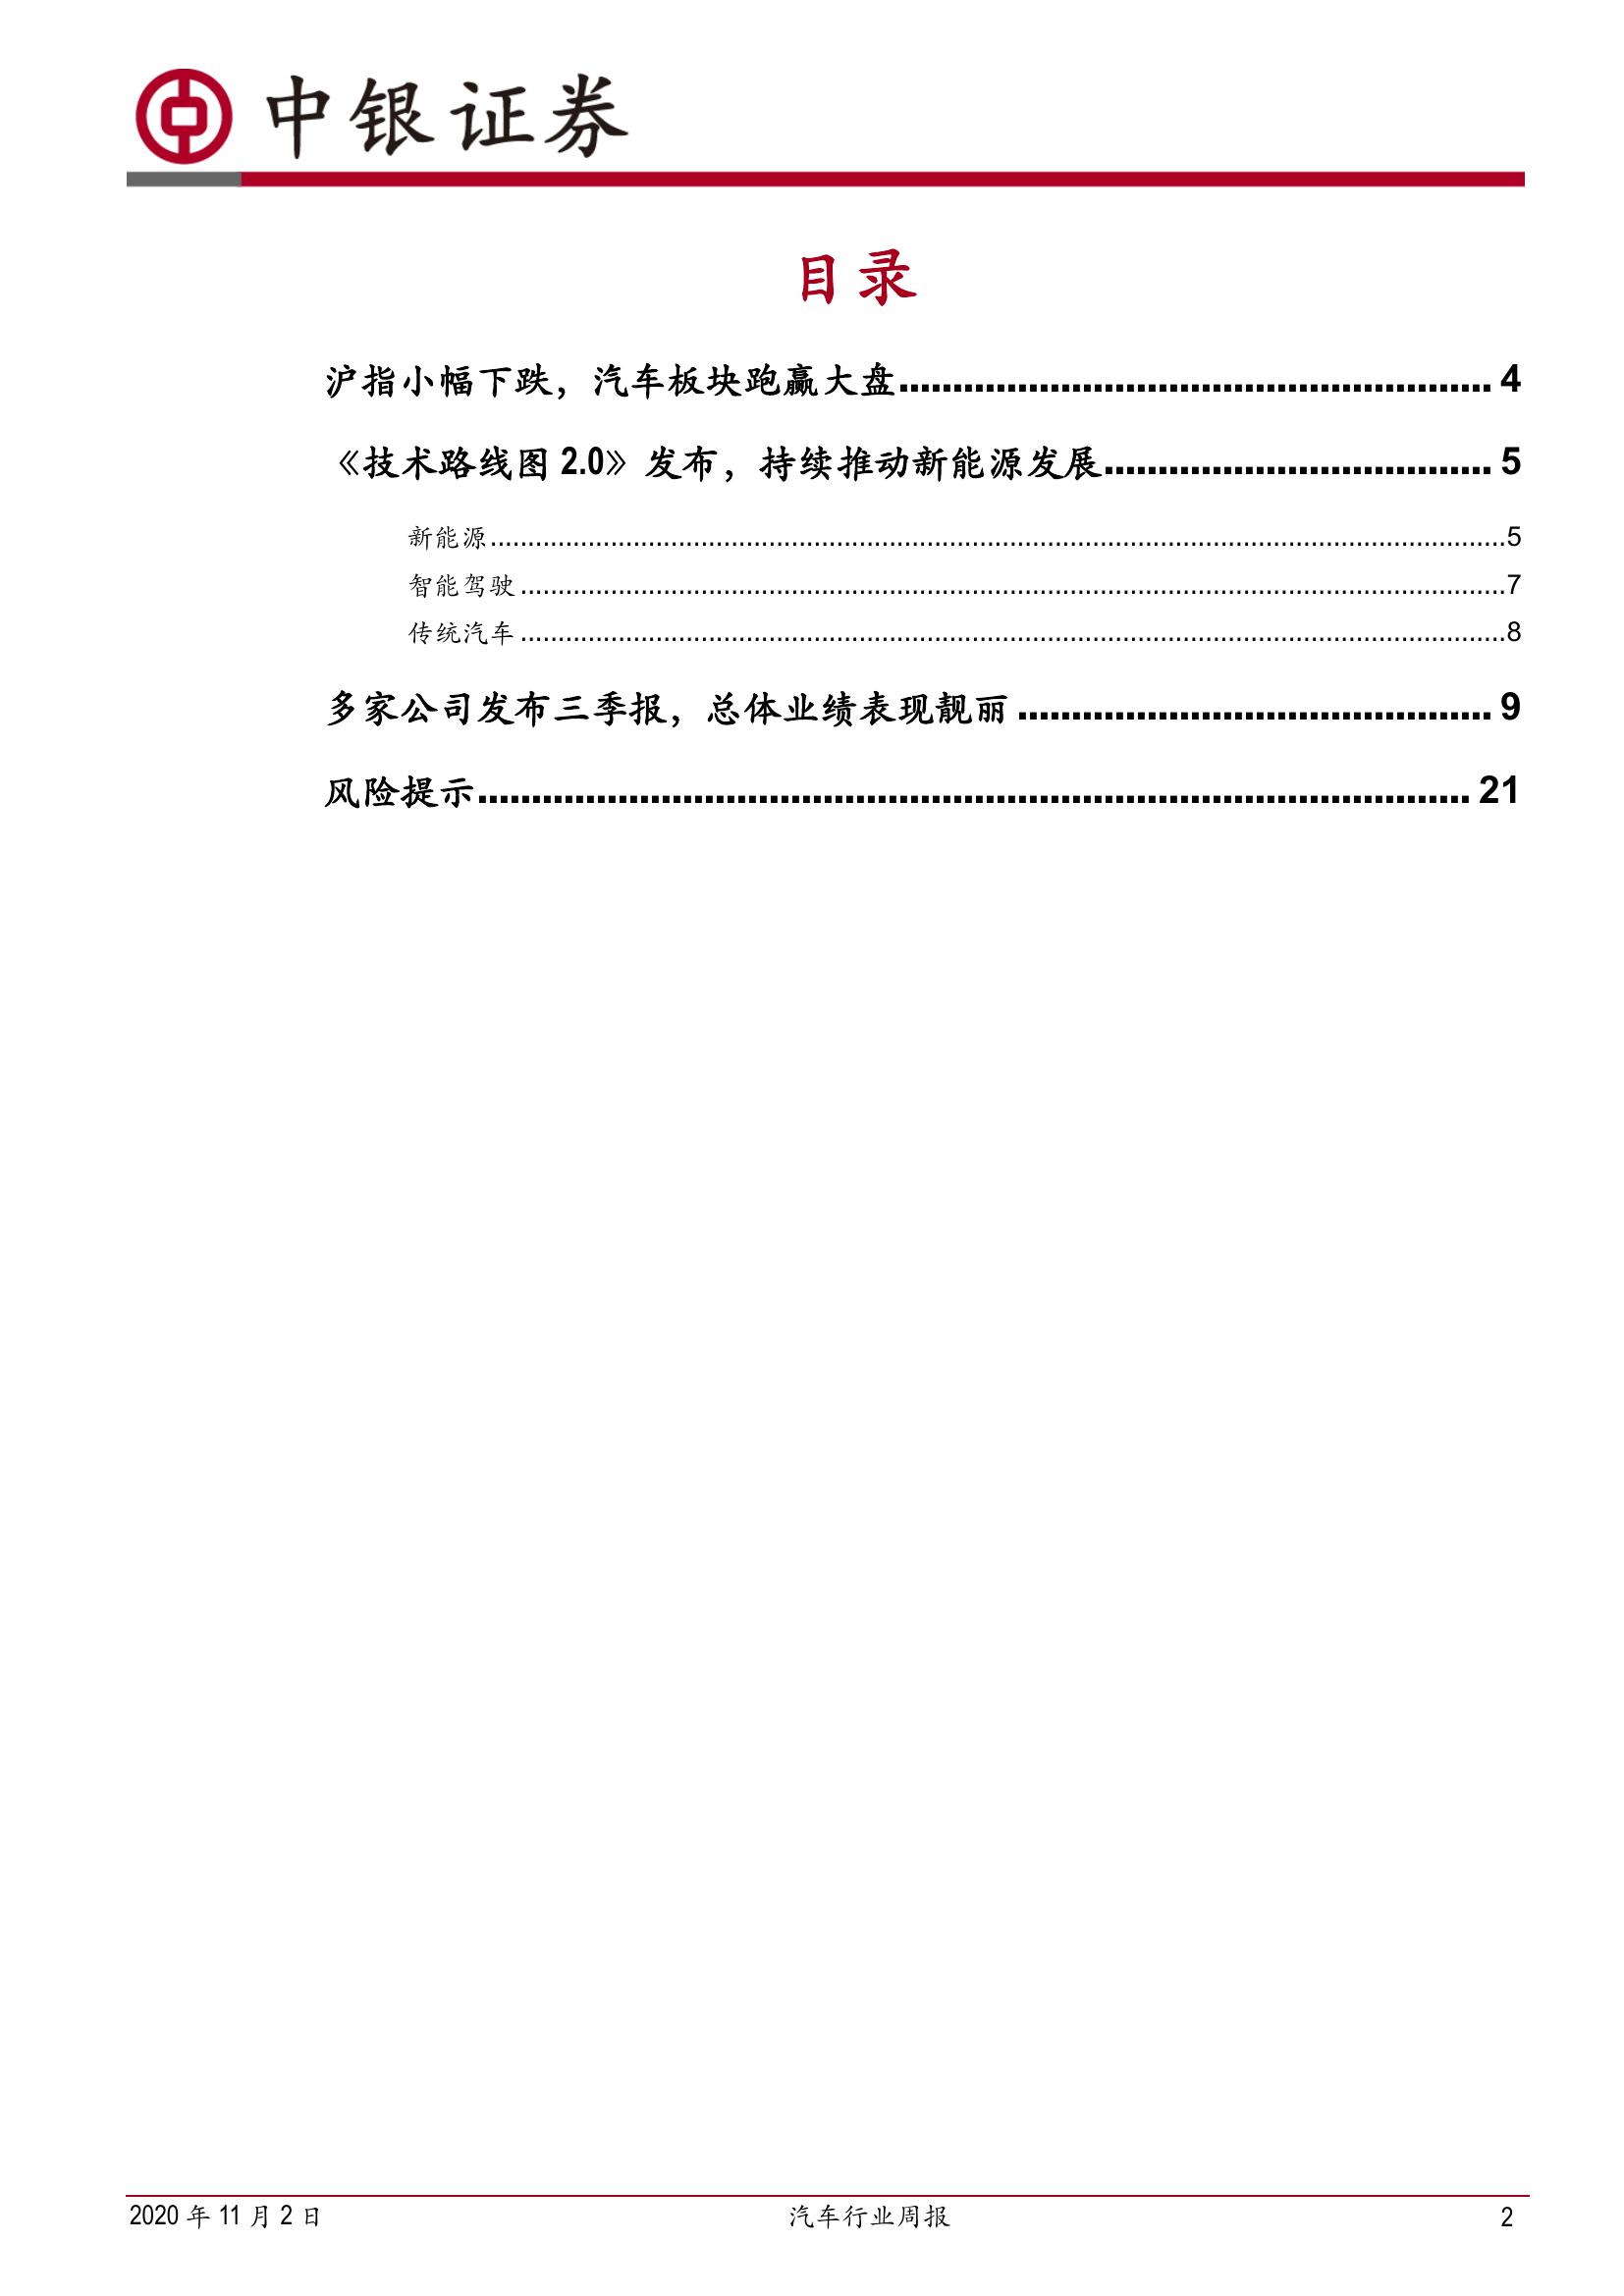 中银证券
目录
沪指小幅下跌，汽车板块跑赢大盘........................................................ 4
《技术路线图 2.0》发布，持续推动新能源发展.................................... 5
新能源........................................................................................................................................5
智能驾驶 ....................................................................................................................................7
传统汽车 ....................................................................................................................................8
多家公司发布三季报，总体业绩表现靓丽 ............................................ 9
风险提示............................................................................................. 21
2020 年 11 月 2 日 汽车行业周报 2